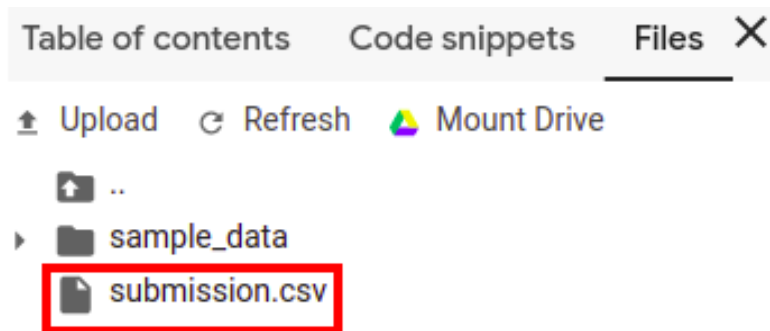 Table of contents Code snippets Files
Upload Refresh Mount Drive
..
sample_data
submission.csv